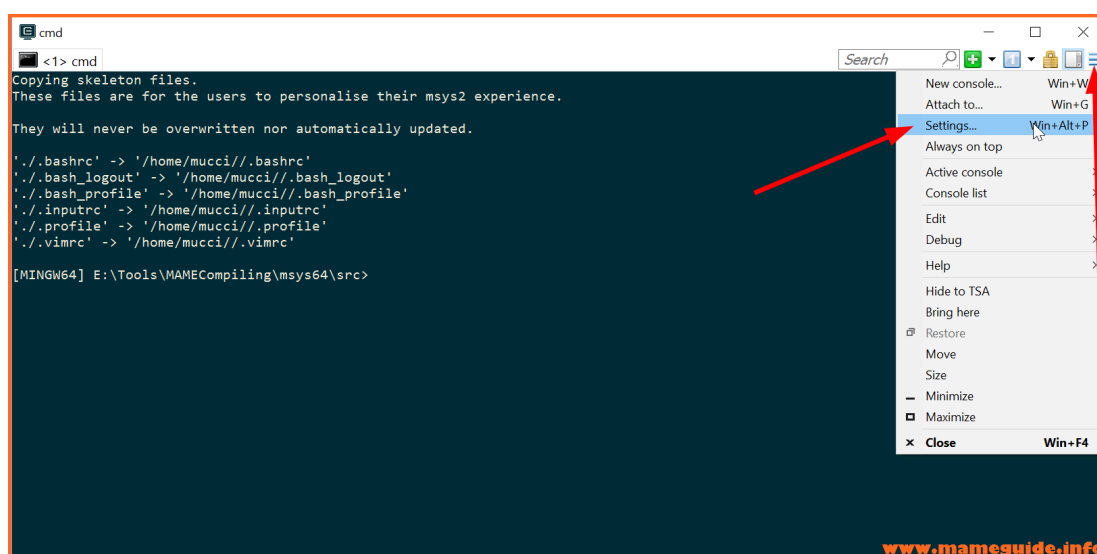 cmd
<1> cmd
Search
Copying skeleton files.
These files are for the users to personalise their msys2 experience.
They will never be overwritten nor automatically updated.
'./.bashrc' -> '/home/mucci//.bashrc'
'./.bash_logout' -> '/home/mucci//.bash_logout'
'./.bash_profile' -> '/home/mucci//.bash_profile'
'./.inputrc' -> '/home/mucci//.inputrc'
'./.profile' -> '/home/mucci//.profile'
'./.vimrc' -> '/home/mucci//.vimrc'
[MINGW64] E:\Tools\MAMECompiling\msys64\src>
New console... Win+W
Attach to... Win+G
Settings... Win+Alt+P
Always on top
Active console
Console list
Edit
Debug
Help
Hide to TSA
Bring here
Restore
Move
Size
Minimize
Maximize
Close Win+F4
www.mameguide.info